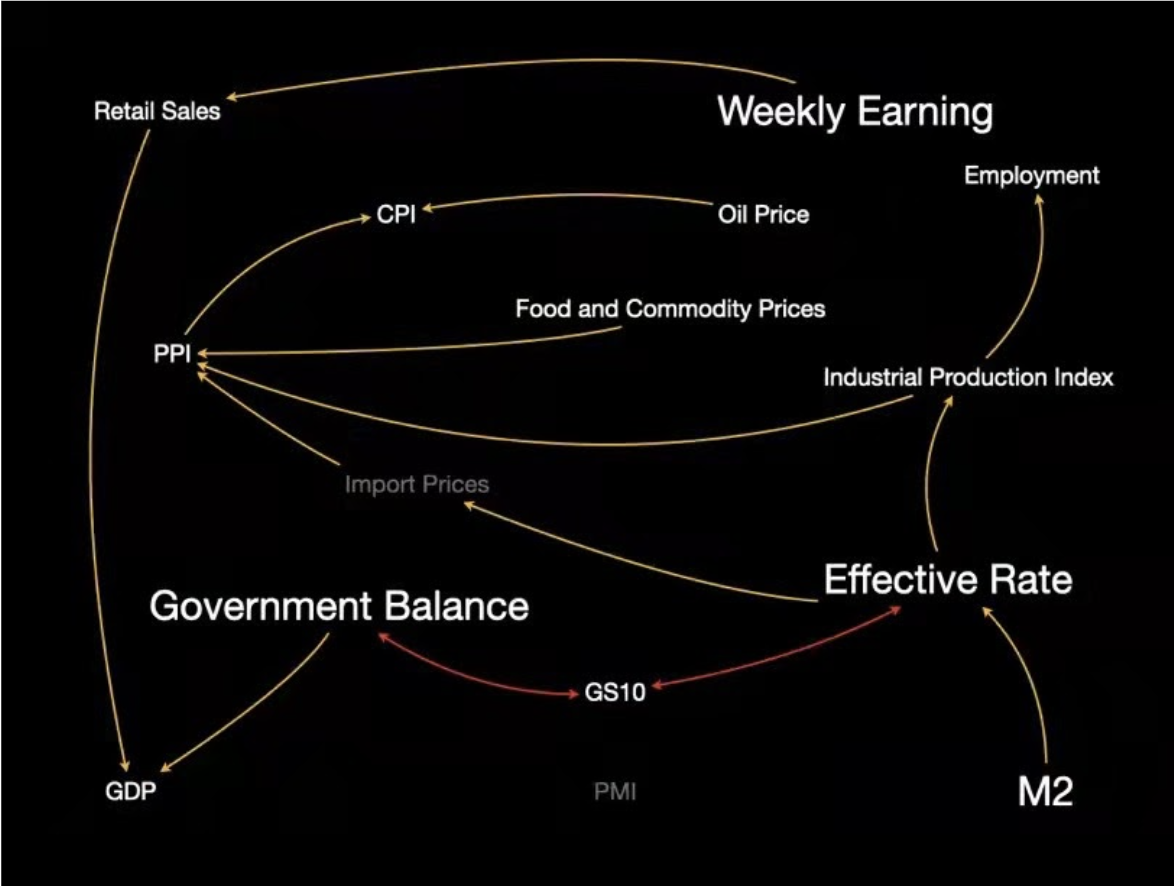 Retail Sales
Weekly Earning
Employment
CPI
Oil Price
Food and Commodity Prices
PPI
Industrial Production Index
Import Prices
Effective Rate
Government Balance
GS10
GDP
PMI
M2